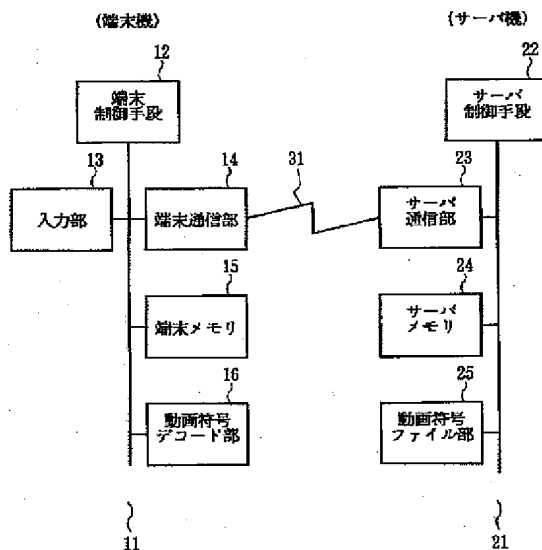 (端末機)
(サーバ機)
12
22
端末
制御手段
サーバ
制御手段
13
14
31
23
入力部
端末通信部
サーバ
通信部
15
24
端末メモリ
サーバ
メモリ
16
25
動画符号
デコード部
動画符号
ファイル部
11
21